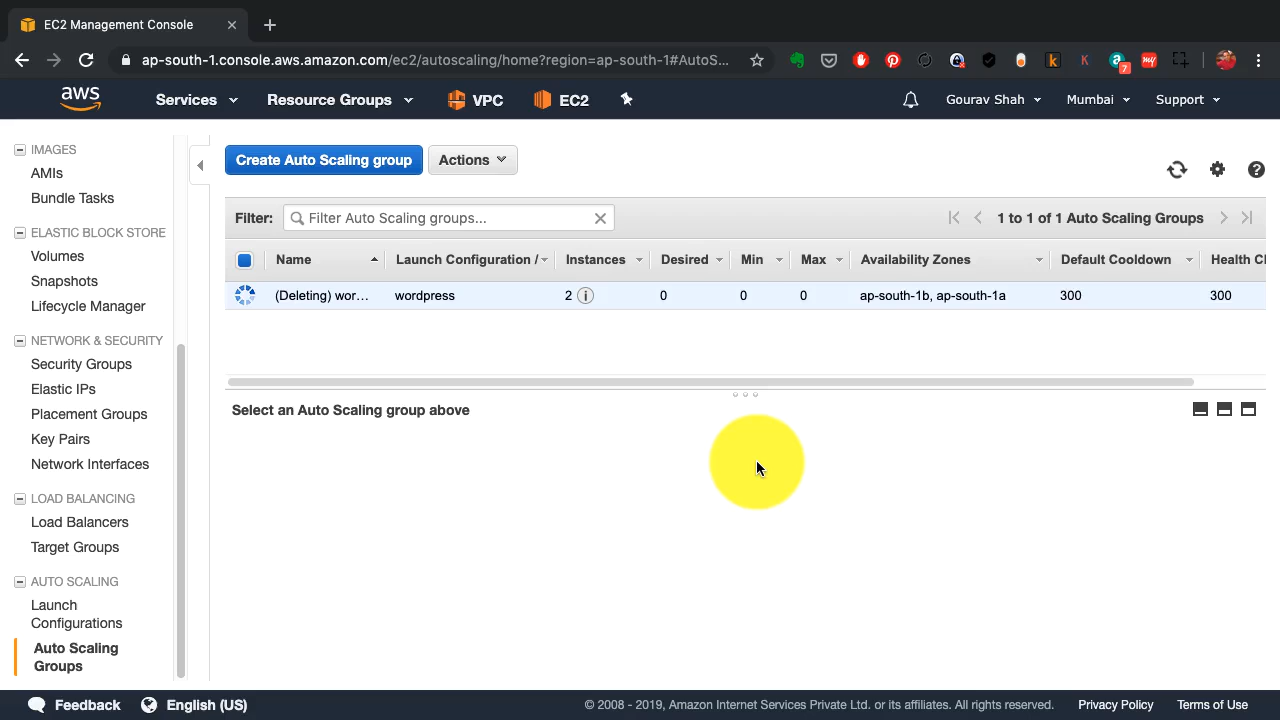 EC2 Management Console
ap-south-1.console.aws.amazon.com/ec2/autoscaling/home?region=ap-south-1#AutoS...
7
aws
Services
Resource Groups
VPC
EC2
Gourav Shah
Mumbai
Support
IMAGES
AMIs
Bundle Tasks
ELASTIC BLOCK STORE
Volumes
Snapshots
Lifecycle Manager
NETWORK & SECURITY
Security Groups
Elastic IPs
Placement Groups
Key Pairs
Network Interfaces
LOAD BALANCING
Load Balancers
Target Groups
AUTO SCALING
Launch
Configurations
Auto Scaling
Groups
Create Auto Scaling group
Actions
Filter:
Filter Auto Scaling groups...
1 to 1 of 1 Auto Scaling Groups
Name
Launch Configuration /
Instances
Desired
Min
Max
Availability Zones
Default Cooldown
Health C
(Deleting) wor...
wordpress
2
0
0
0
ap-south-1b, ap-south-1a
300
300
Select an Auto Scaling group above
Feedback
English (US)
© 2008 - 2019, Amazon Internet Services Private Ltd. or its affiliates. All rights reserved.
Privacy Policy
Terms of Use